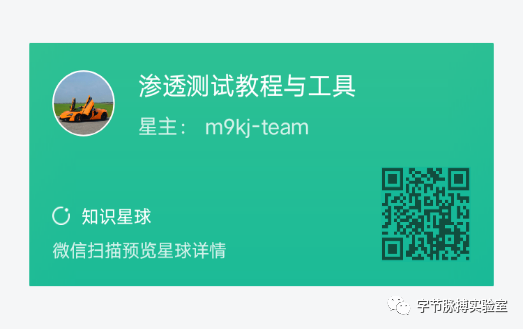 渗透测试教程与工具
星主： m9kj-team
知识星球
微信扫描预览星球详情
字节脉搏实验室